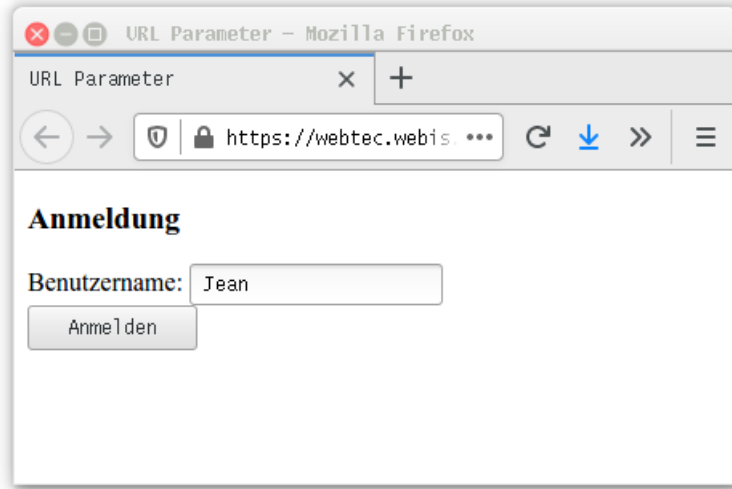 URL Parameter – Mozilla Firefox
URL Parameter
https://webtec.webis.
Anmeldung
Benutzername: Jean
Anmelden